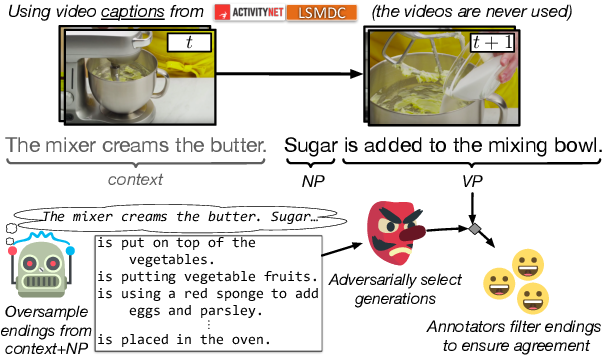 Using video captions from ACTIVITYNET LSMDC (the videos are never used)
t
t + 1
The mixer creams the butter. Sugar is added to the mixing bowl.
context
NP
VP
The mixer creams the butter. Sugar…
is put on top of the
vegetables.
is putting vegetable fruits.
is using a red sponge to add
eggs and parsley.
⋮
is placed in the oven.
Oversample
endings from
context+NP
Adversarially select
generations
Annotators filter endings
to ensure agreement